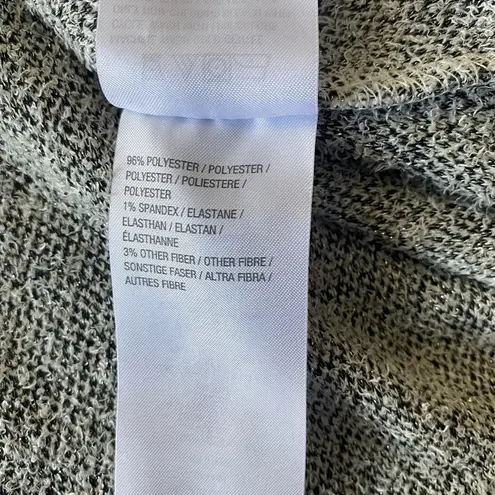 96% POLYESTER / POLYESTER /
POLYESTER / POLIESTERE /
POLYESTER
1% SPANDEX / ELASTANE /
ELASTHAN / ELASTAN /
ÉLASTHANNE
3% OTHER FIBER / OTHER FIBRE /
SONSTIGE FASER / ALTRA FIBRA /
AUTRES FIBRE